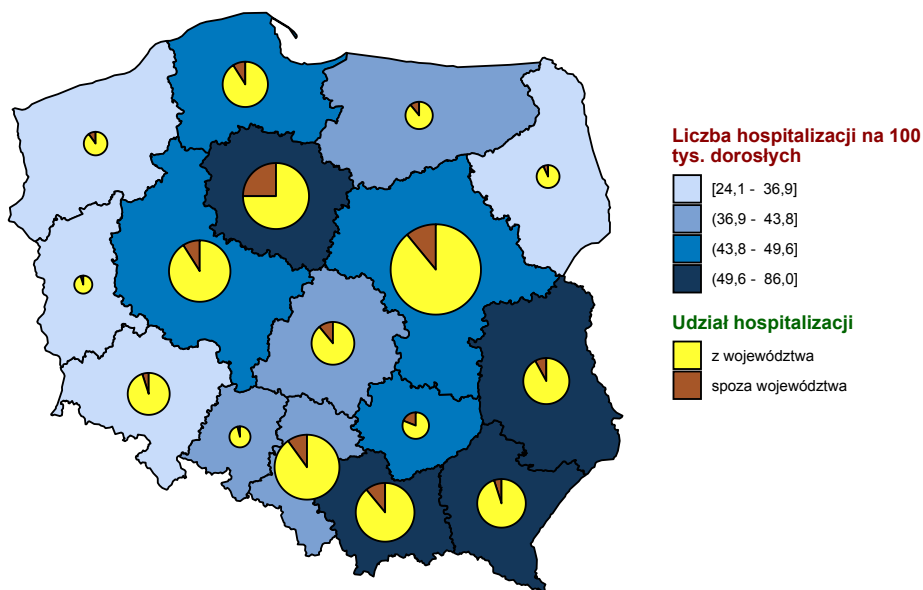 Liczba hospitalizacji na 100
tys. dorosłych
[24,1 - 36,9]
(36,9 - 43,8]
(43,8 - 49,6]
(49,6 - 86,0]
Udział hospitalizacji
z województwa
spoza województwa